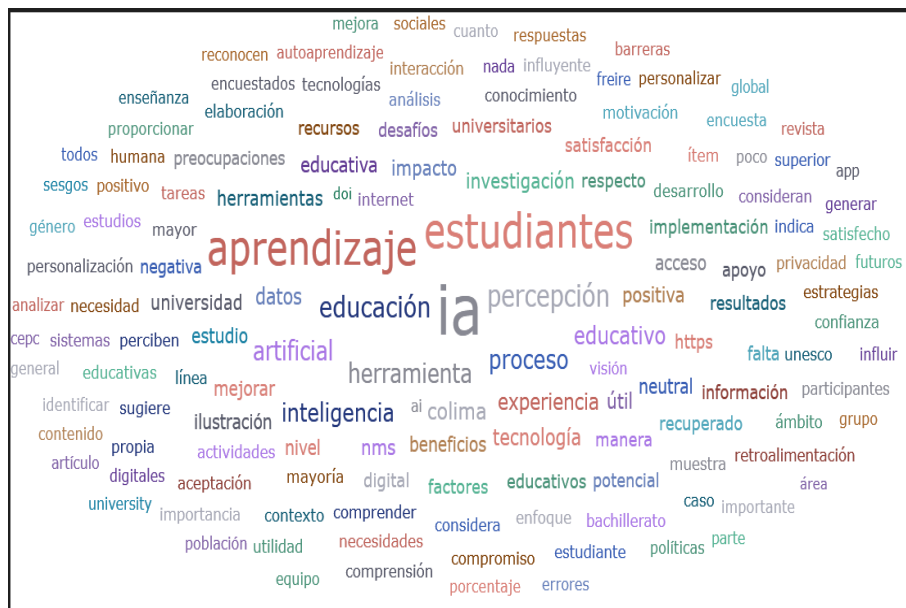 mejora sociales cuanto respuestas
reconocen autoaprendizaje interacción nada influyente barreras
encuestados tecnologías freire personalizar global
enseñanza análisis conocimiento
elaboración motivación encuesta
proporcionar recursos desafíos universitarios revista
todos humana preocupaciones satisfacción ítem poco superior
educativa impacto app
sesgos positivo tareas herramientas doi internet investigación respecto desarrollo consideran generar
género estudios mayor aprendizaje estudiantes implementación indica satisfecho
personalización negativa acceso apoyo privacidad futuros
analizar necesidad universidad datos educación ia percepción positiva resultados estrategias
confianza
cepc sistemas perciben estudio artificial educativo https falta unesco influir
general educativas línea herramienta proceso visión
mejorar neutral información participantes
identificar sugiere ilustración inteligencia ai colima experiencia útil recuperado ámbito grupo
contenido propia actividades nivel nms beneficios tecnología manera
artículo digitales aceptación mayoría digital factores educativos potencial muestra retroalimentación área
university importancia contexto comprender considera enfoque bachillerato caso importante
población utilidad necesidades compromiso estudiante políticas parte
equipo comprensión porcentaje errores